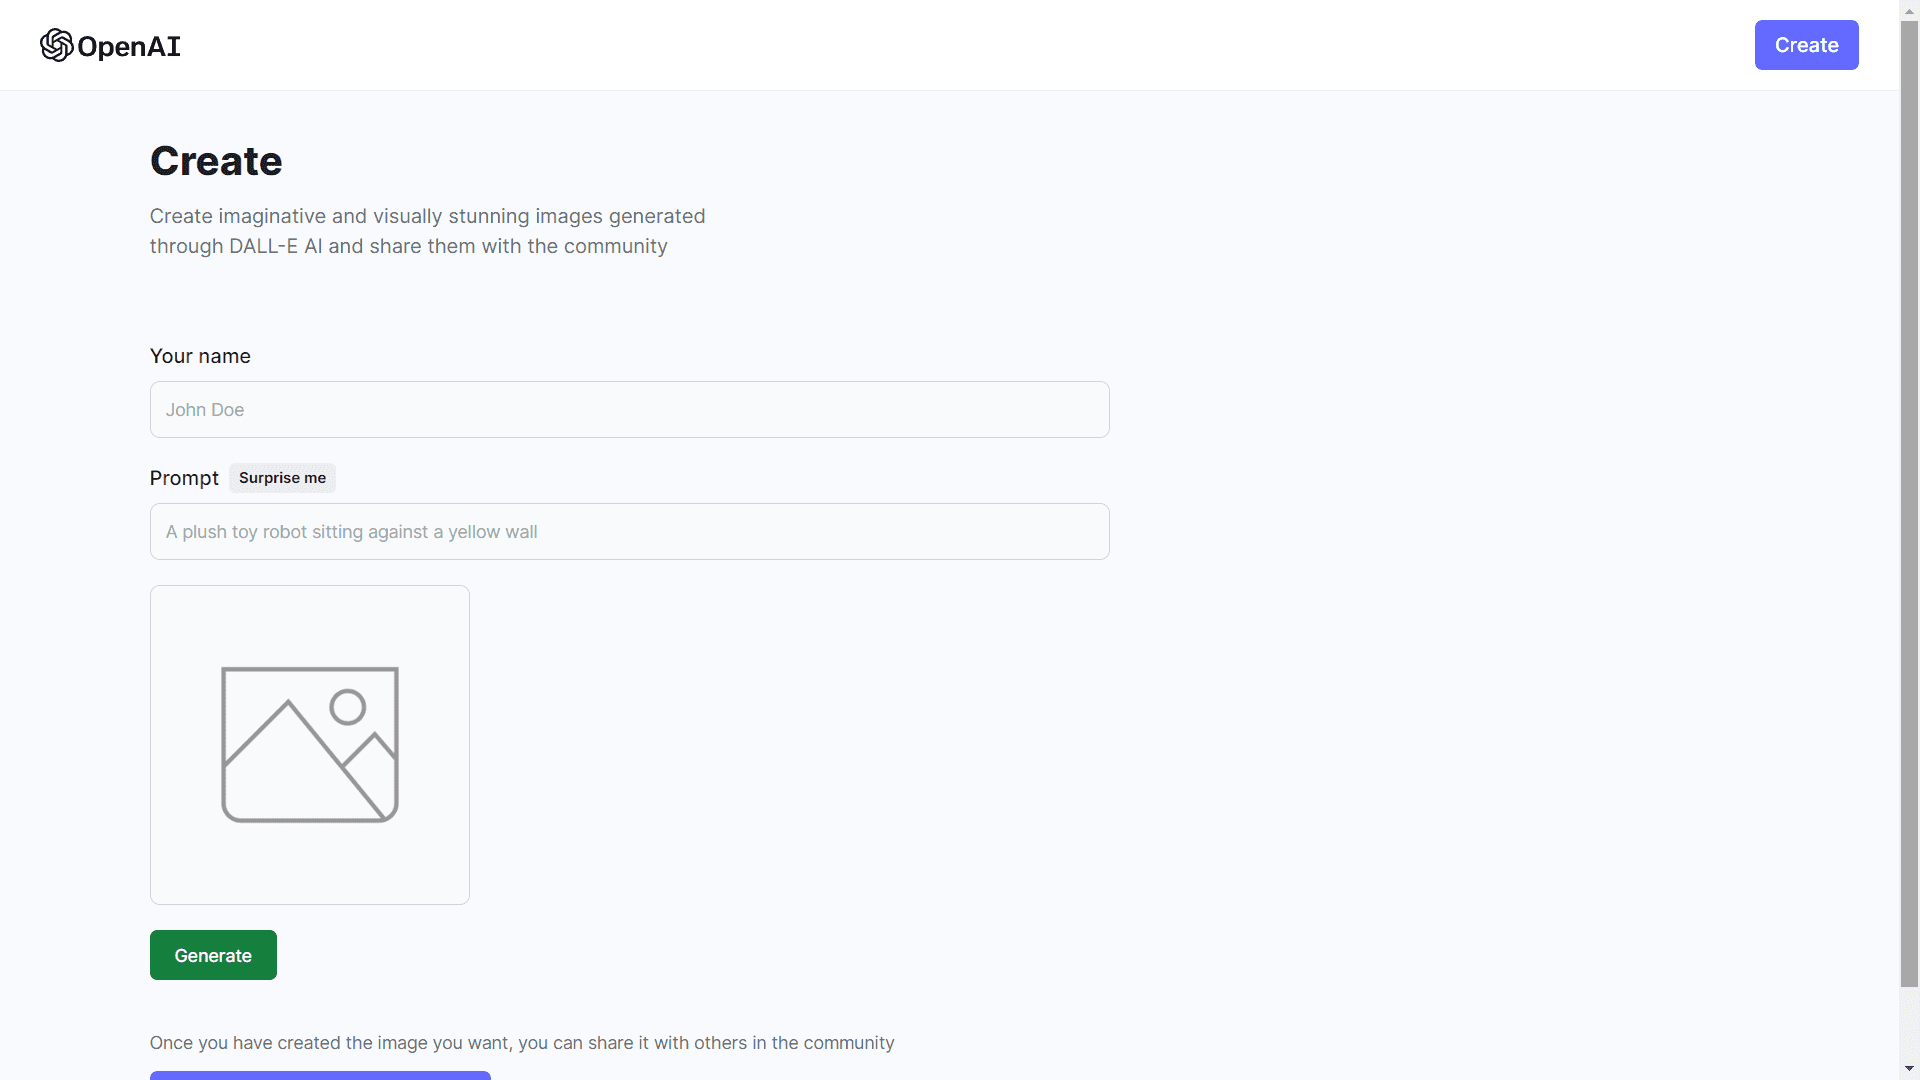 OpenAI
Create
Create
Create imaginative and visually stunning images generated
through DALL-E AI and share them with the community
Your name
John Doe
Prompt Surprise me
A plush toy robot sitting against a yellow wall
Generate
Once you have created the image you want, you can share it with others in the community